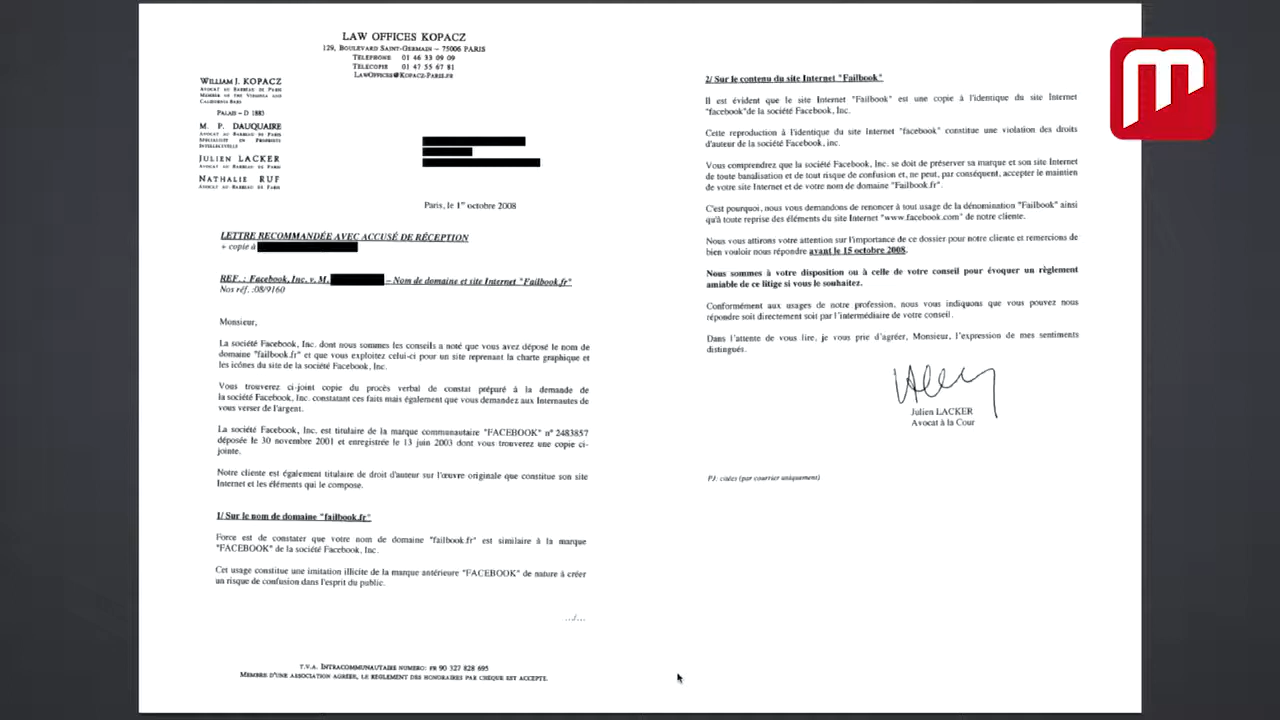 LAW OFFICES KOPACZ
129, BOULEVARD SAINT-GERMAIN – 75006 PARIS
TELEPHONE 01 46 33 09 09
TELECOPIE 01 47 55 67 81
LAWOFFICES@KOPACZ-PARIS.FR
WILLIAM J. KOPACZ
AVOCAT AU BARREAU DE PARIS
MEMBER OF THE VIRGINIA AND
CALIFORNIA BARS
PALAIS – D 1883
M. P. DAUQUAIRE
AVOCAT AU BARREAU DE PARIS
SPECIALISTE EN PROPRIETE
INTELLECTUELLE
JULIEN LACKER
AVOCAT AU BARREAU DE PARIS
NATHALIE RUF
AVOCAT AU BARREAU DE PARIS
Paris, le 1er octobre 2008
LETTRE RECOMMANDÉE AVEC ACCUSÉ DE RÉCEPTION
+ copie à
REF. : Facebook, Inc. v. M. – Nom de domaine et site Internet "Failbook.fr"
Nos réf. :08/9160
Monsieur,
La société Facebook, Inc. dont nous sommes les conseils a noté que vous avez déposé le nom de
domaine "failbook.fr" et que vous exploitez celui-ci pour un site reprenant la charte graphique et
les icônes du site de la société Facebook, Inc.
Vous trouverez ci-joint copie du procès verbal de constat préparé à la demande de
la société Facebook, Inc. constatant ces faits mais également que vous demandez aux Internautes de
vous verser de l'argent.
La société Facebook, Inc. est titulaire de la marque communautaire "FACEBOOK" n° 2483857
déposée le 30 novembre 2001 et enregistrée le 13 juin 2003 dont vous trouverez une copie ci-
jointe.
Notre cliente est également titulaire de droit d'auteur sur l'œuvre originale que constitue son site
Internet et les éléments qui le compose.
1/ Sur le nom de domaine "failbook.fr"
Force est de constater que votre nom de domaine "failbook.fr" est similaire à la marque
"FACEBOOK" de la société Facebook, Inc.
Cet usage constitue une imitation illicite de la marque antérieure "FACEBOOK" de nature à créer
un risque de confusion dans l'esprit du public.
…/…
T.V.A. INTRACOMMUNAUTAIRE NUMERO: FR 90 327 828 695
MEMBRE D'UNE ASSOCIATION AGREEE, LE REGLEMENT DES HONORAIRES PAR CHEQUE EST ACCEPTE.
2/ Sur le contenu du site Internet "Failbook"
Il est évident que le site Internet "Failbook" est une copie à l'identique du site Internet
"facebook"de la société Facebook, Inc.
Cette reproduction à l'identique du site Internet "facebook" constitue une violation des droits
d'auteur de la société Facebook, inc.
Vous comprendrez que la société Facebook, Inc. se doit de préserver sa marque et son site Internet
de toute banalisation et de tout risque de confusion et, ne peut, par conséquent, accepter le maintien
de votre site Internet et de votre nom de domaine "Failbook.fr".
C'est pourquoi, nous vous demandons de renoncer à tout usage de la dénomination "Failbook" ainsi
qu'à toute reprise des éléments du site Internet "www.facebook.com" de notre cliente.
Nous vous attirons votre attention sur l'importance de ce dossier pour notre cliente et remercions de
bien vouloir nous répondre avant le 15 octobre 2008.
Nous sommes à votre disposition ou à celle de votre conseil pour évoquer un règlement
amiable de ce litige si vous le souhaitez.
Conformément aux usages de notre profession, nous vous indiquons que vous pouvez nous
répondre soit directement soit par l'intermédiaire de votre conseil.
Dans l'attente de vous lire, je vous prie d'agréer, Monsieur, l'expression de mes sentiments
distingués.
Julien LACKER
Avocat à la Cour
PJ: citées (par courrier uniquement)